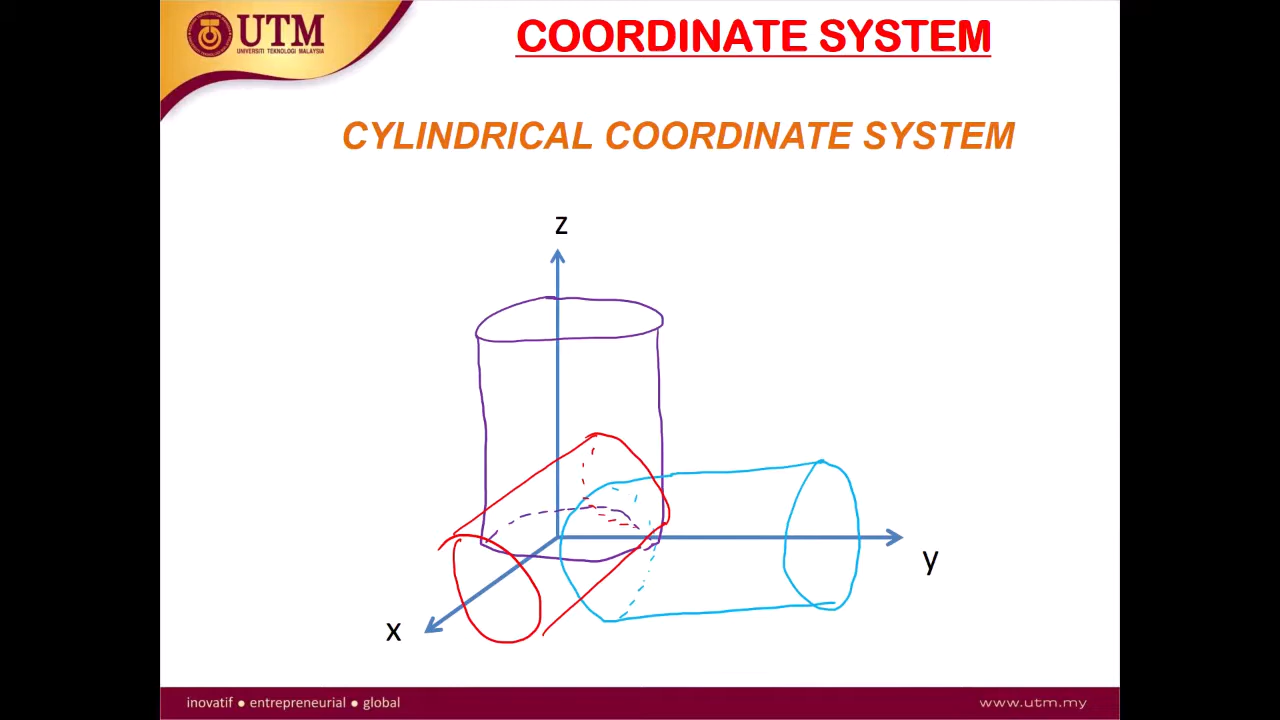 UTM
UNIVERSITI TEKNOLOGI MALAYSIA
COORDINATE SYSTEM
CYLINDRICAL COORDINATE SYSTEM
z
y
x
inovatif ● entrepreneurial ● global
www.utm.my